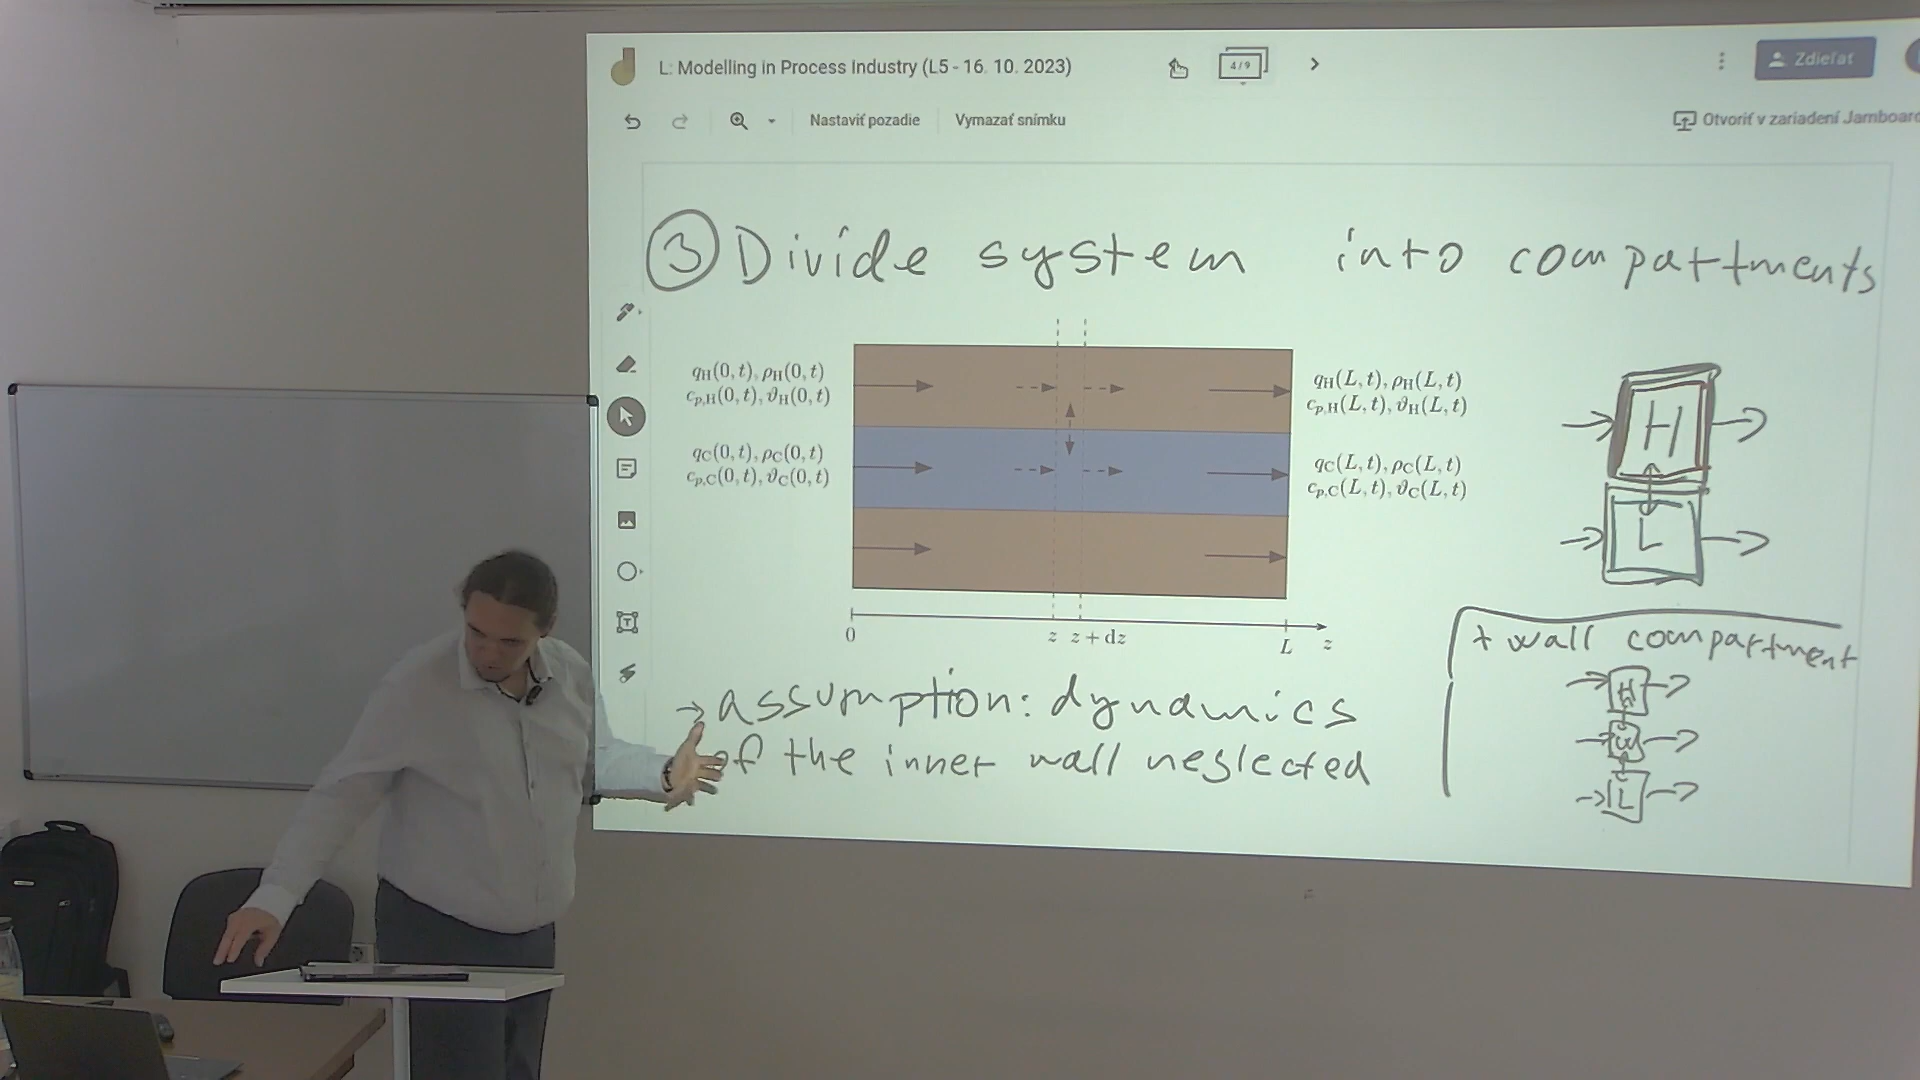 L: Modelling in Process Industry (L5 - 16. 10. 2023)
4/9
Zdieľať
Nastaviť pozadie
Vymazať snímku
Otvoriť v zariadení Jamboard
3 Divide system into compartments
qH(0, t), ρH(0, t)
cp,H(0, t), ϑH(0, t)
qC(0, t), ρC(0, t)
cp,C(0, t), ϑC(0, t)
qH(L, t), ρH(L, t)
cp,H(L, t), ϑH(L, t)
qC(L, t), ρC(L, t)
cp,C(L, t), ϑC(L, t)
0
z
z + dz
L
z
H
L
→ assumption: dynamics
of the inner wall neglected
+ wall compartment
H
W
L